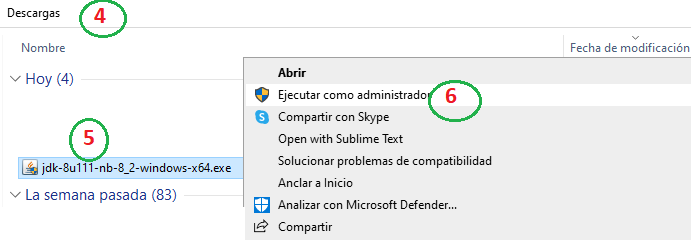 Descargas
4
Nombre
Fecha de modificación
Hoy (4)
Abrir
Ejecutar como administrador
6
Compartir con Skype
5
Open with Sublime Text
jdk-8u111-nb-8_2-windows-x64.exe
Solucionar problemas de compatibilidad
Anclar a Inicio
La semana pasada (83)
Analizar con Microsoft Defender...
Compartir